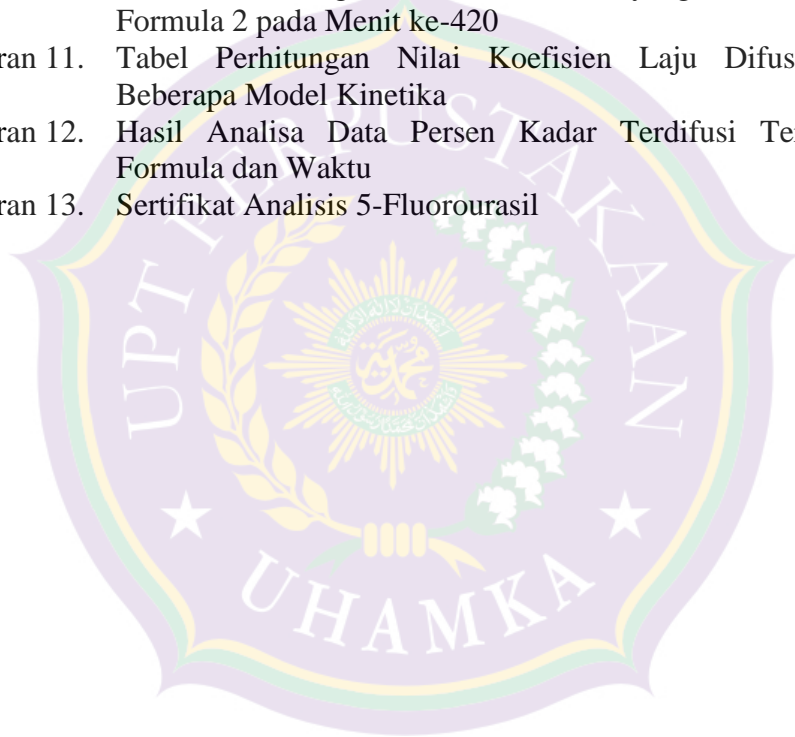 Formula 2 pada Menit ke-420
ran 11. Tabel Perhitungan Nilai Koefisien Laju Difus
Beberapa Model Kinetika
ran 12. Hasil Analisa Data Persen Kadar Terdifusi Te
Formula dan Waktu
ran 13. Sertifikat Analisis 5-Fluorourasil
UPT PERPUSTAKAAN
UHAMKA